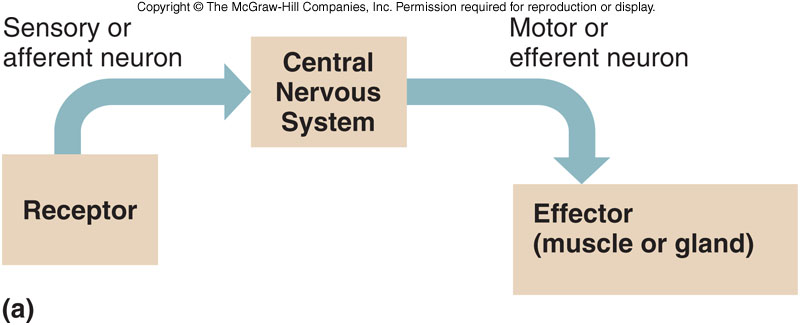 Copyright © The McGraw-Hill Companies, Inc. Permission required for reproduction or display.
Sensory or
afferent neuron
Central
Nervous
System
Motor or
efferent neuron
Receptor
Effector
(muscle or gland)
(a)